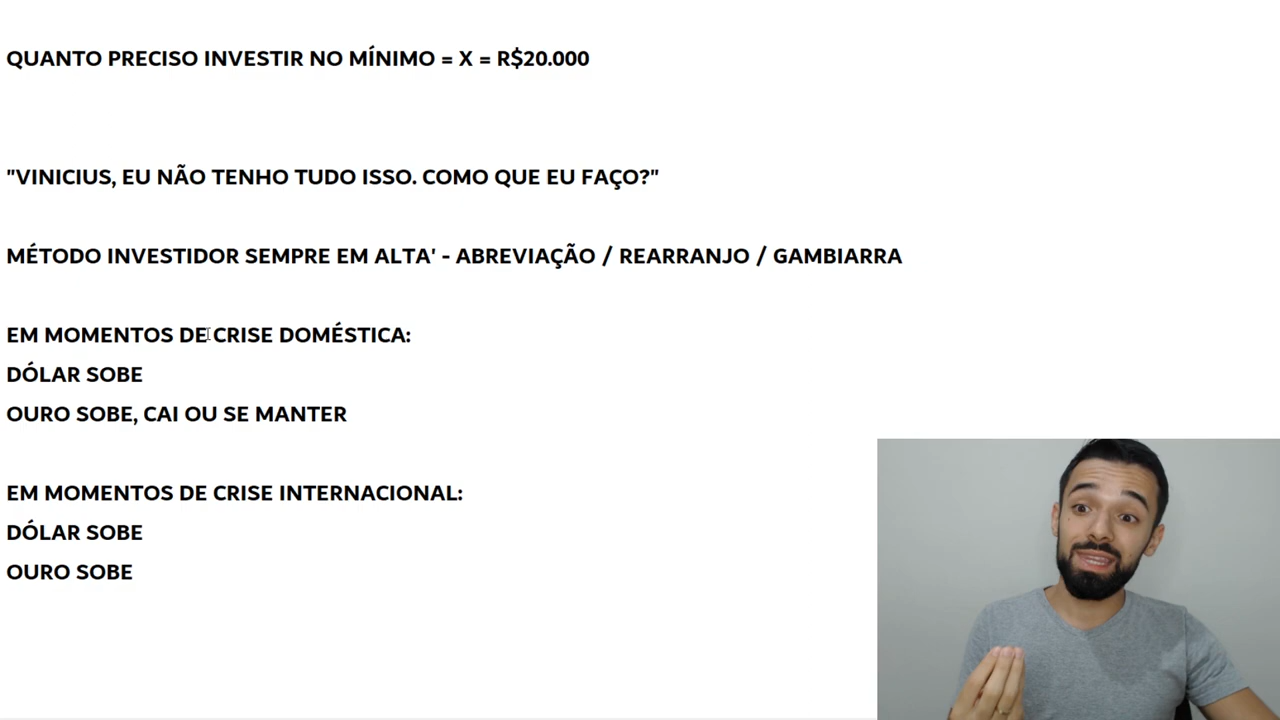 QUANTO PRECISO INVESTIR NO MÍNIMO = X = R$20.000
"VINICIUS, EU NÃO TENHO TUDO ISSO. COMO QUE EU FAÇO?"
MÉTODO INVESTIDOR SEMPRE EM ALTA' - ABREVIAÇÃO / REARRANJO / GAMBIARRA
EM MOMENTOS DE CRISE DOMÉSTICA:
DÓLAR SOBE
OURO SOBE, CAI OU SE MANTER
EM MOMENTOS DE CRISE INTERNACIONAL:
DÓLAR SOBE
OURO SOBE